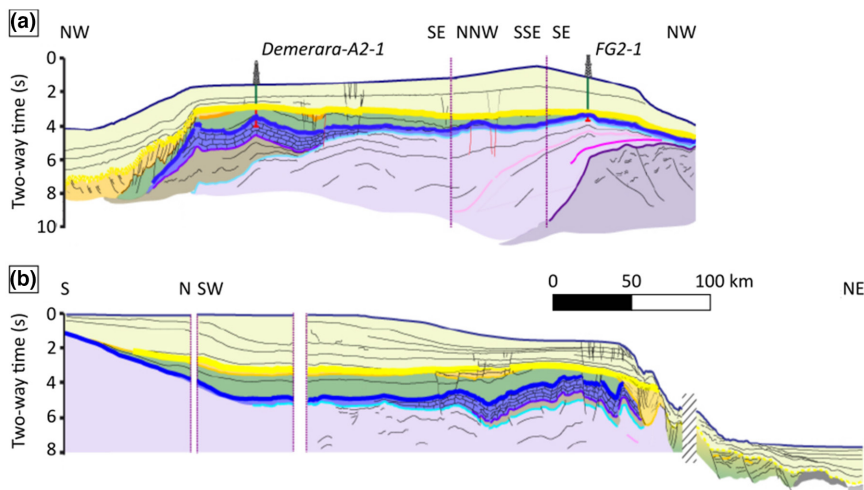 (a)
NW
Demerara-A2-1
SE NNW SSE SE
FG2-1
NW
Two-way time (s)
0
2
4
6
8
10
(b)
S
N SW
0 50 100 km
NE
Two-way time (s)
0
2
4
6
8